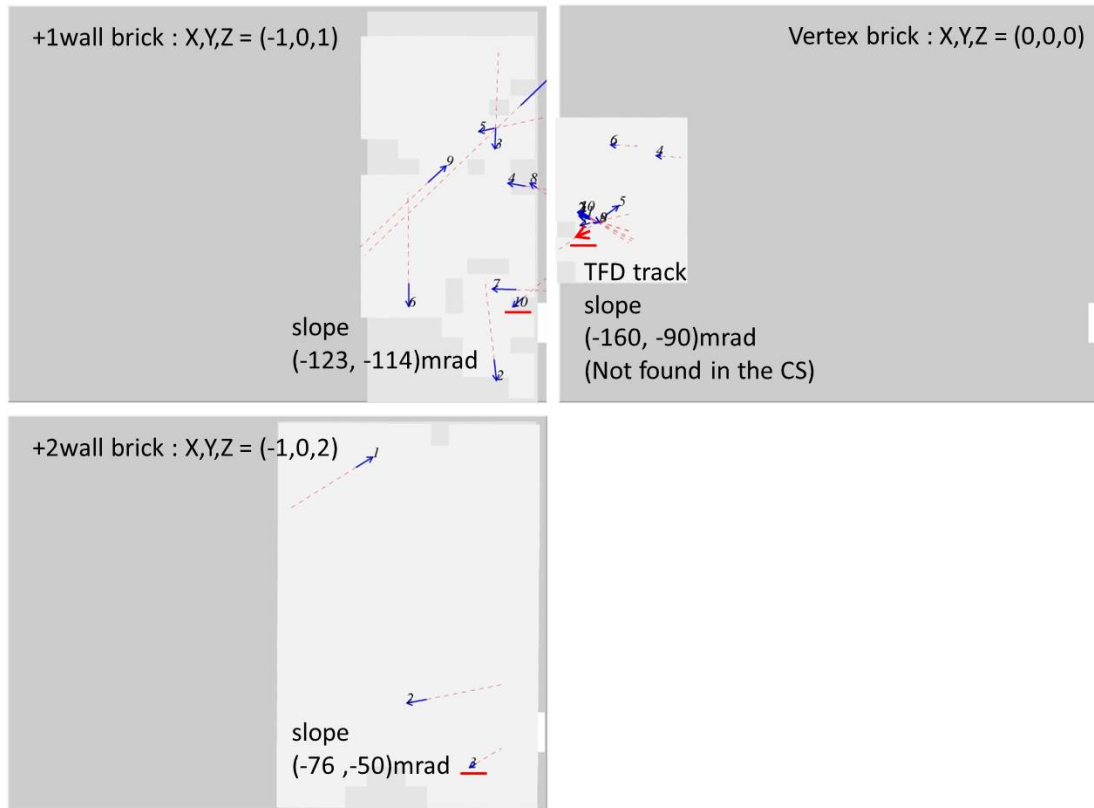 +1wall brick : X,Y,Z = (-1,0,1)
5
3
9
4 8
7
10
6
2
slope
(-123, -114)mrad
Vertex brick : X,Y,Z = (0,0,0)
6
4
5
10
TFD track
slope
(-160, -90)mrad
(Not found in the CS)
+2wall brick : X,Y,Z = (-1,0,2)
1
2
3
slope
(-76 ,-50)mrad